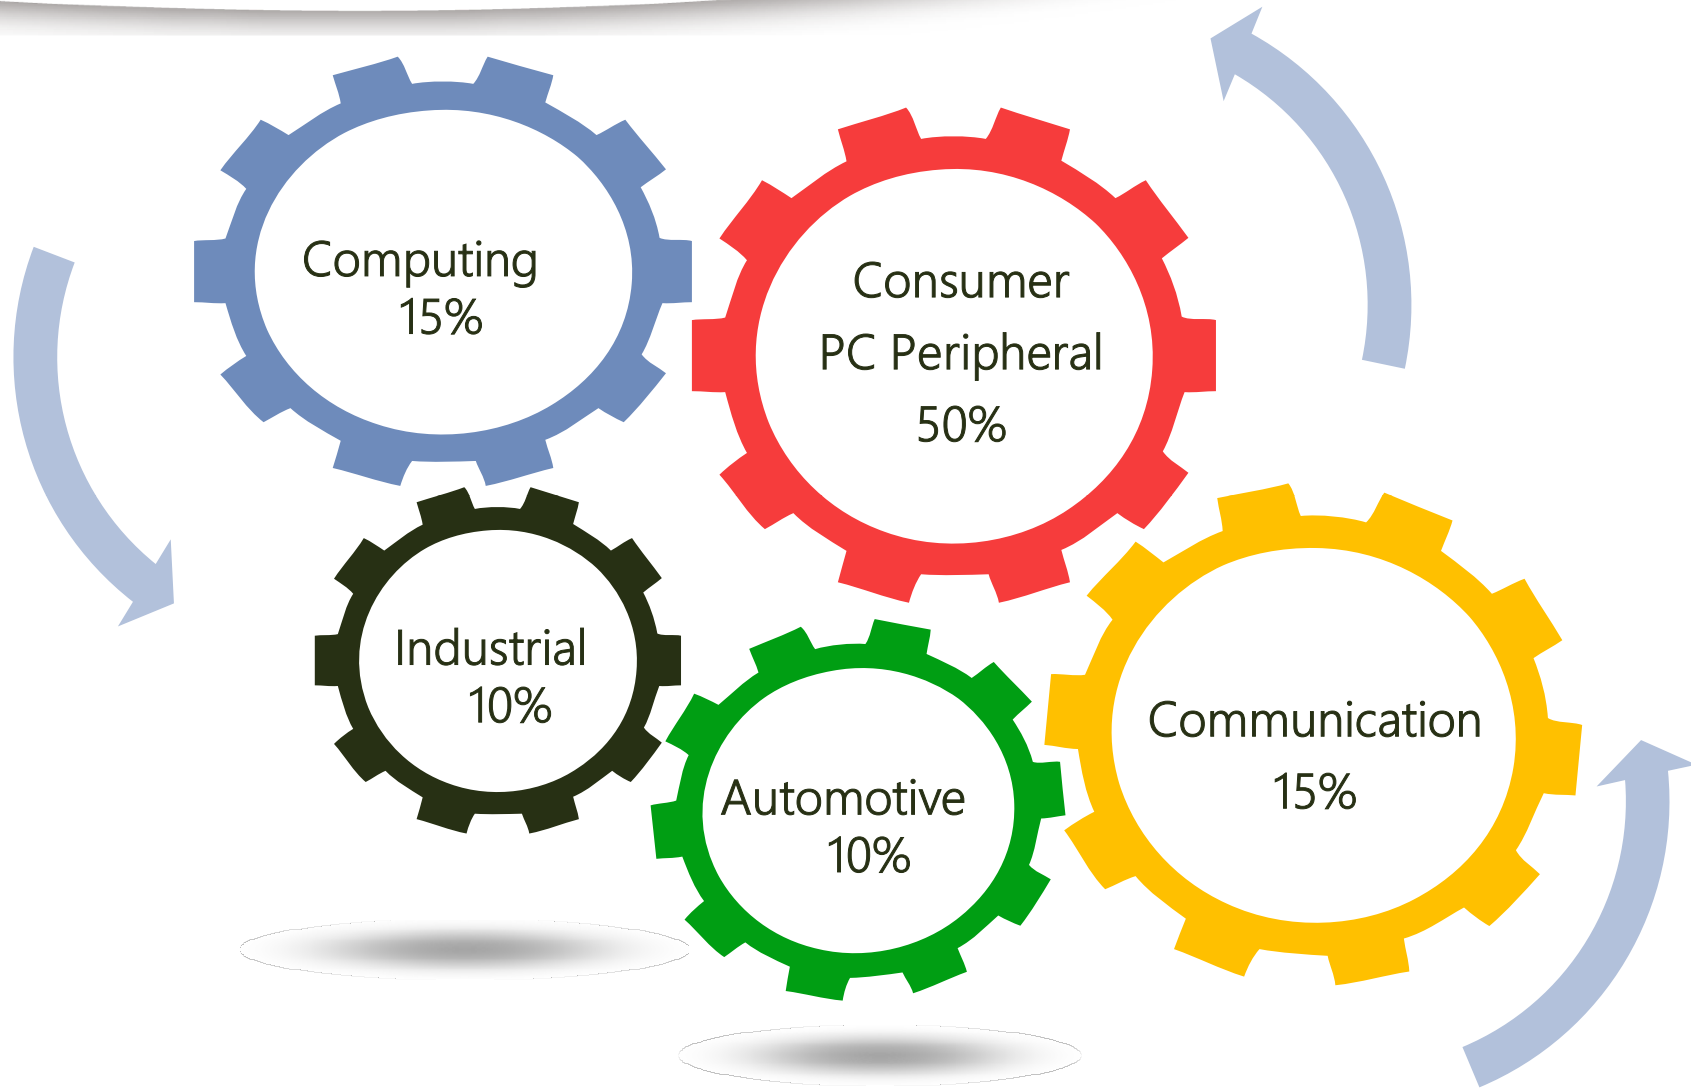 Computing
15%
Consumer
PC Peripheral
50%
Industrial
10%
Automotive
10%
Communication
15%